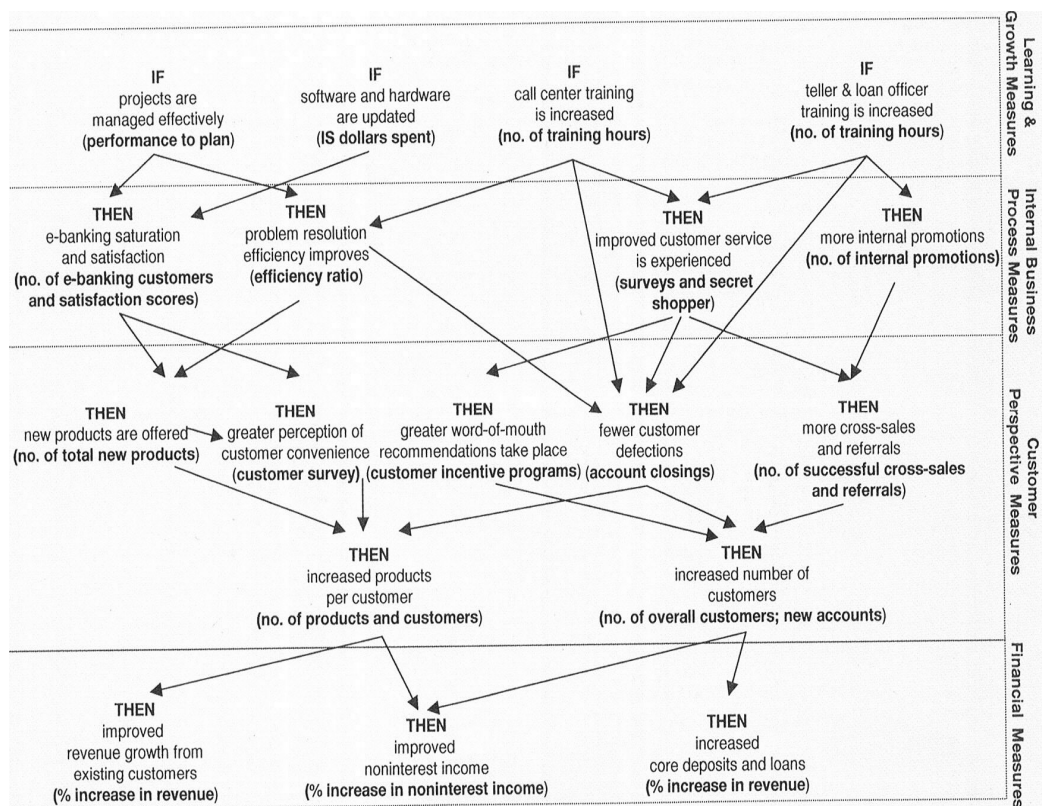 Learning &
Growth Measures
IF
projects are
managed effectively
(performance to plan)
IF
software and hardware
are updated
(IS dollars spent)
IF
call center training
is increased
(no. of training hours)
IF
teller & loan officer
training is increased
(no. of training hours)
Internal Business
Process Measures
THEN
e-banking saturation
and satisfaction
(no. of e-banking customers
and satisfaction scores)
THEN
problem resolution
efficiency improves
(efficiency ratio)
THEN
improved customer service
is experienced
(surveys and secret
shopper)
THEN
more internal promotions
(no. of internal promotions)
Customer
Perspective Measures
THEN
new products are offered
(no. of total new products)
THEN
greater perception of
customer convenience
(customer survey)
THEN
greater word-of-mouth
recommendations take place
(customer incentive programs)
THEN
fewer customer
defections
(account closings)
THEN
more cross-sales
and referrals
(no. of successful cross-sales
and referrals)
THEN
increased products
per customer
(no. of products and customers)
THEN
increased number of
customers
(no. of overall customers; new accounts)
Financial Measures
THEN
improved
revenue growth from
existing customers
(% increase in revenue)
THEN
improved
noninterest income
(% increase in noninterest income)
THEN
increased
core deposits and loans
(% increase in revenue)